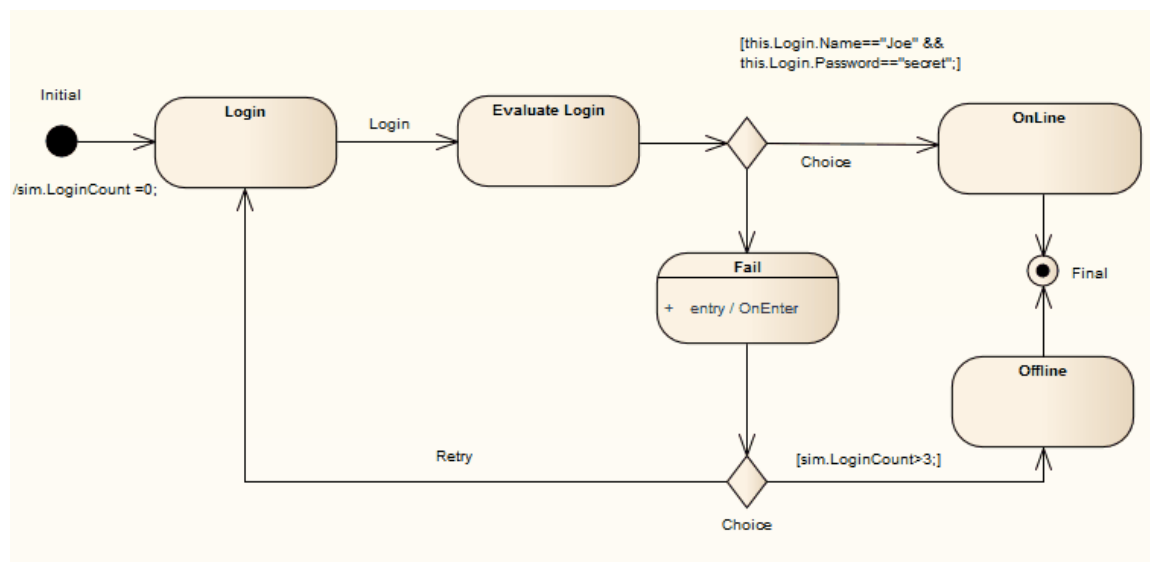 [this.Login.Name=="Joe" &&
this.Login.Password=="secret";]
Initial
Login
Login
Evaluate Login
OnLine
Choice
/sim.LoginCount =0;
Fail
+ entry / OnEnter
Final
Offline
Retry
[sim.LoginCount>3;]
Choice